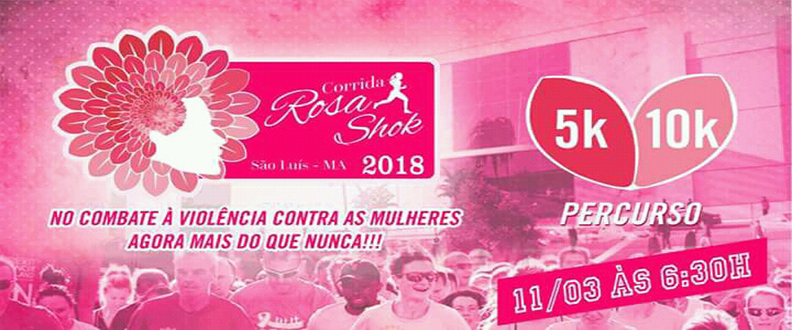 Corrida
Rosa
Shok
São Luís - MA 2018
5k 10k
PERCURSO
NO COMBATE À VIOLÊNCIA CONTRA AS MULHERES
AGORA MAIS DO QUE NUNCA!!!
11/03 ÀS 6:30H